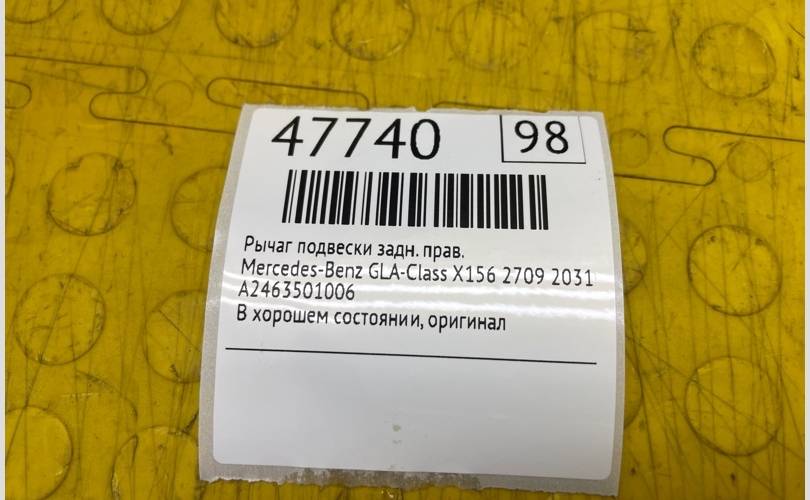 47740 98
Рычаг подвески задн. прав.
Mercedes-Benz GLA-Class X156 2709 2031
A2463501006
В хорошем состоянии, оригинал